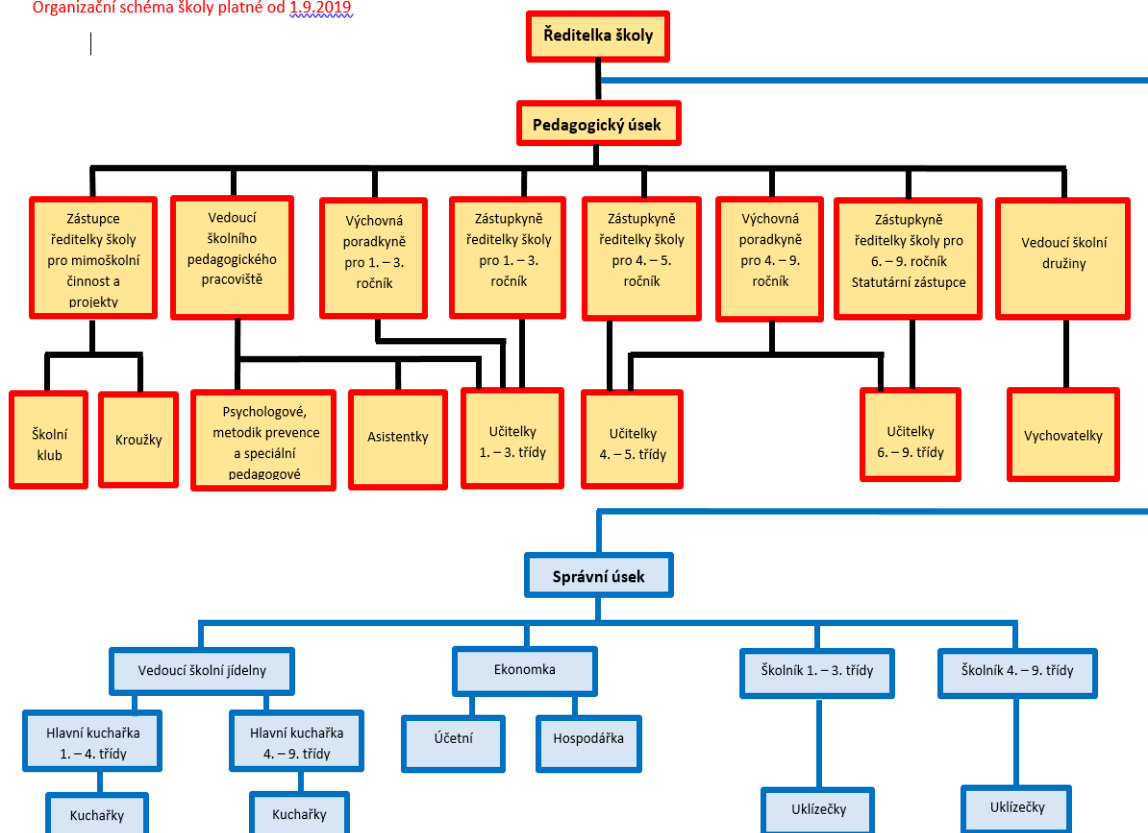 Organizační schéma školy platné od 1.9.2019
Ředitelka školy
Pedagogický úsek
Zástupce
ředitelky školy
pro mimoškolní
činnost a
projekty
Vedoucí
školního
pedagogického
pracoviště
Výchovná
poradkyně
pro 1. – 3.
ročník
Zástupkyně
ředitelky školy
pro 1. – 3.
ročník
Zástupkyně
ředitelky školy
pro 4. – 5.
ročník
Výchovná
poradkyně
pro 4. – 9.
ročník
Zástupkyně
ředitelky školy pro
6. – 9. ročník
Statutární zástupce
Vedoucí školní
družiny
Školní
klub
Kroužky
Psychologové,
metodik prevence
a speciální
pedagogové
Asistentky
Učitelky
1. – 3. třídy
Učitelky
4. – 5. třídy
Učitelky
6. – 9. třídy
Vychovatelky
Správní úsek
Vedoucí školní jídelny
Ekonomka
Školník 1. – 3. třídy
Školník 4. – 9. třídy
Hlavní kuchařka
1. – 4. třídy
Hlavní kuchařka
4. – 9. třídy
Účetní
Hospodářka
Kuchařky
Kuchařky
Uklízečky
Uklízečky